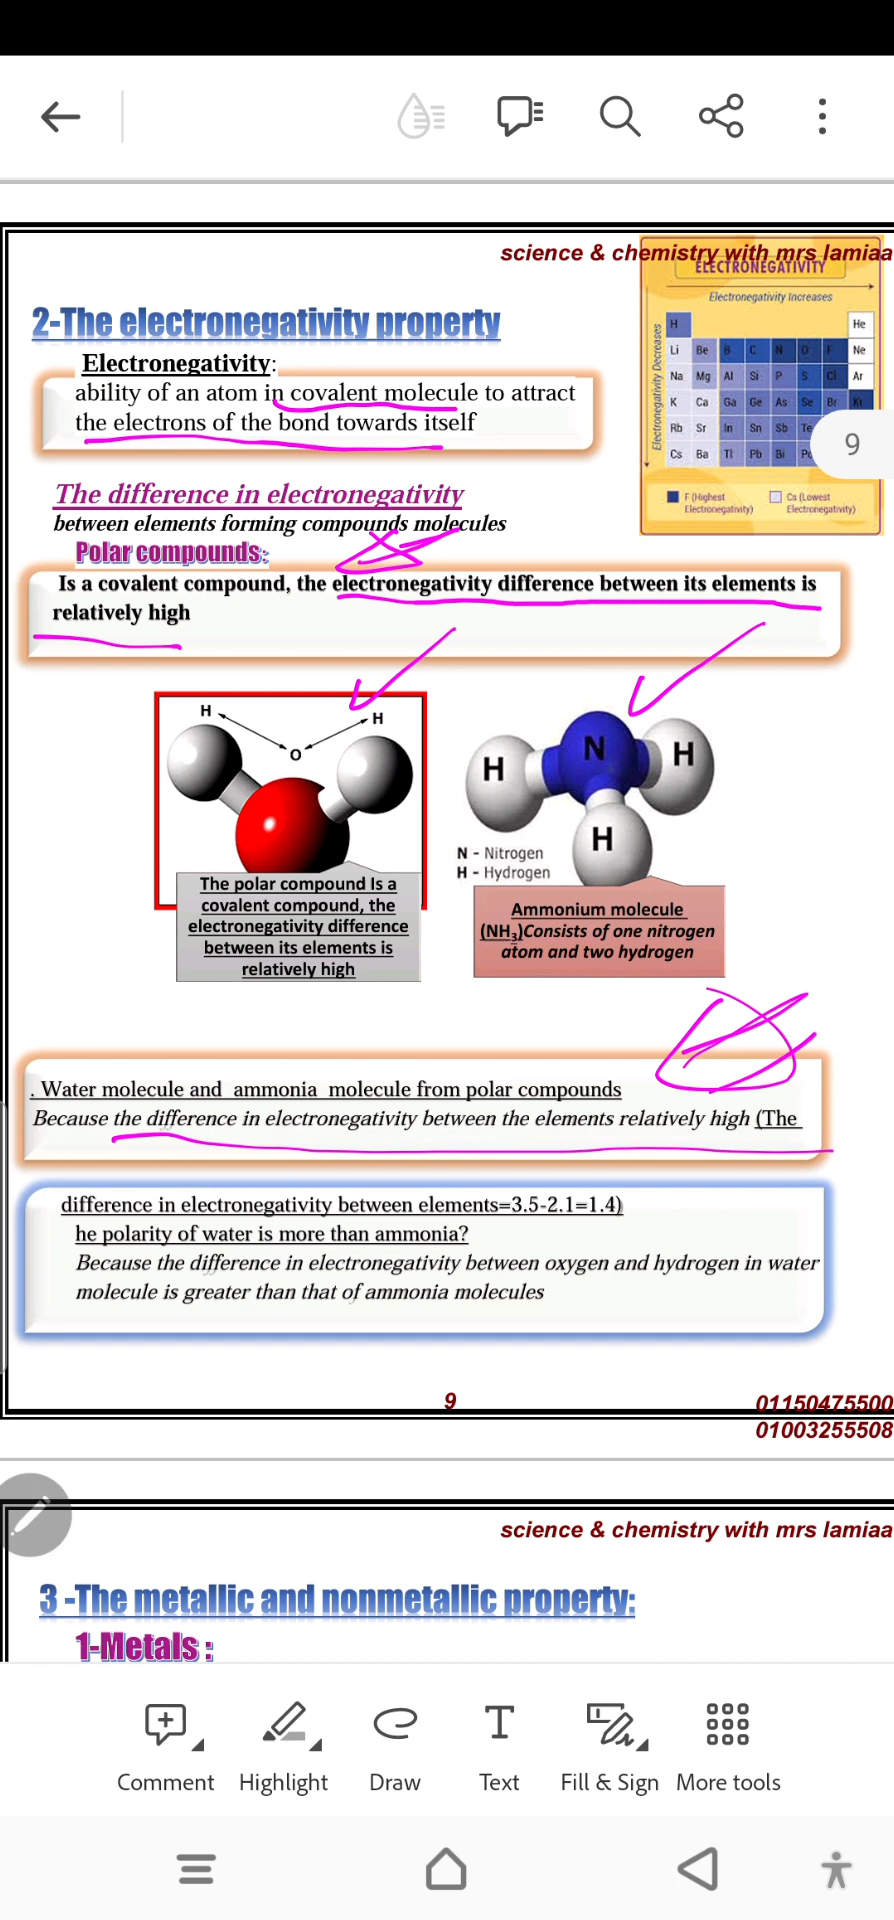 science & chemistry with mrs lamiaa
ELECTRONEGATIVITY
Electronegativity Increases
Electronegativity Decreases
H He
Li Be B C N O F Ne
Na Mg Al Si P S Cl Ar
K Ca Ga Ge As Se Br Kr
Rb Sr In Sn Sb Te
Cs Ba Tl Pb Bi Po
F (Highest
Electronegativity)
Cs (Lowest
Electronegativity)
9
2-The electronegativity property
Electronegativity:
ability of an atom in covalent molecule to attract
the electrons of the bond towards itself
The difference in electronegativity
between elements forming compounds molecules
Polar compounds:
Is a covalent compound, the electronegativity difference between its elements is
relatively high
H H
O
The polar compound Is a
covalent compound, the
electronegativity difference
between its elements is
relatively high
N
H H
H
N - Nitrogen
H - Hydrogen
Ammonium molecule
(NH3)Consists of one nitrogen
atom and two hydrogen
. Water molecule and ammonia molecule from polar compounds
Because the difference in electronegativity between the elements relatively high (The
difference in electronegativity between elements=3.5-2.1=1.4)
he polarity of water is more than ammonia?
Because the difference in electronegativity between oxygen and hydrogen in water
molecule is greater than that of ammonia molecules
9
01150475500
01003255508
science & chemistry with mrs lamiaa
3 -The metallic and nonmetallic property:
1-Metals :
T
Comment Highlight Draw Text Fill & Sign More tools